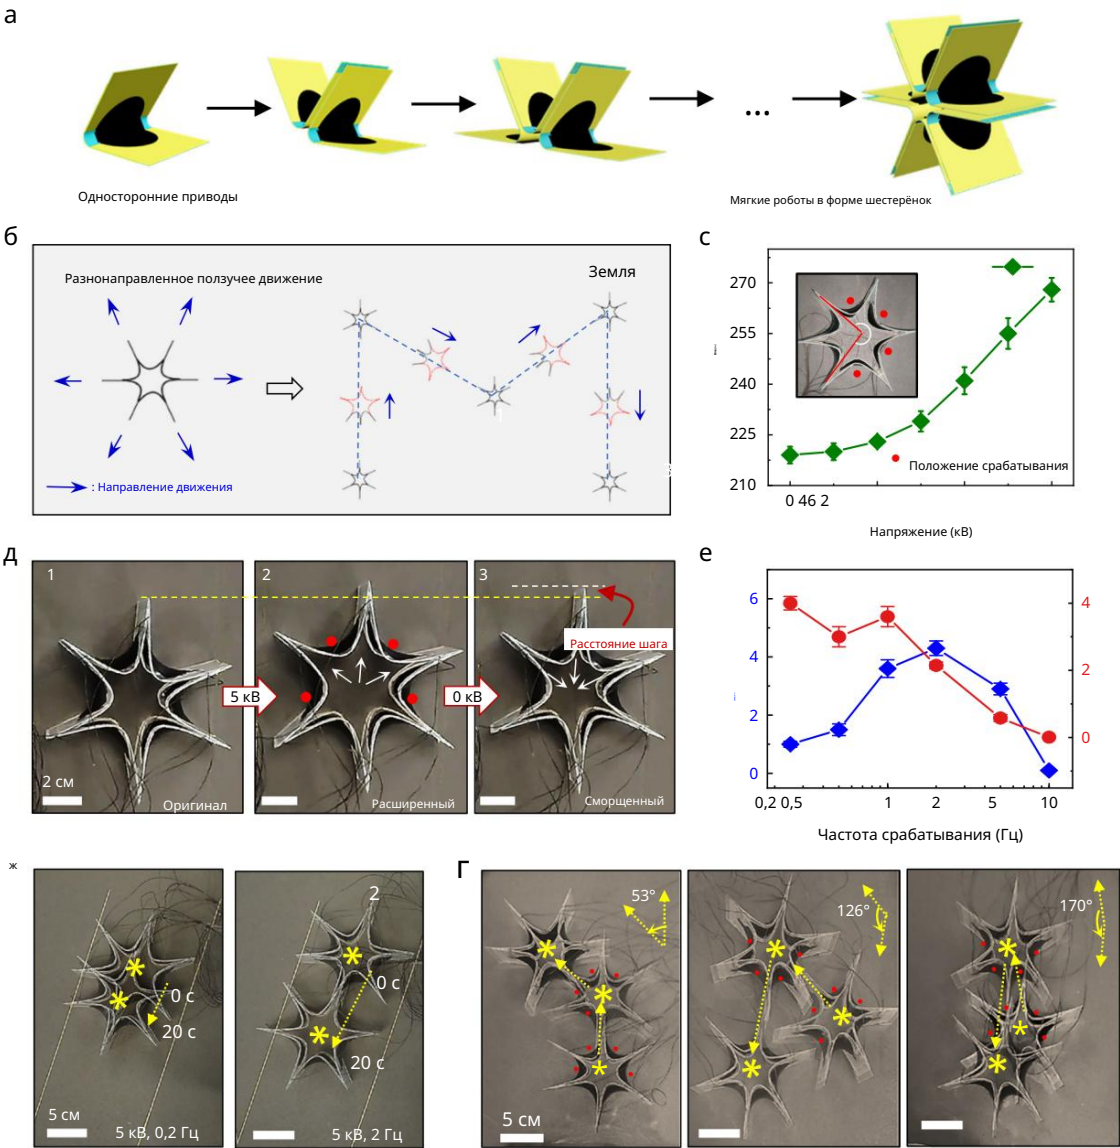 а
...
Односторонние приводы
Мягкие роботы в форме шестерёнок
б
Разнонаправленное ползучее движение
Земля
: Направление движения
с
270
255
240
225
210
Положение срабатывания
0 46 2
Напряжение (кВ)
д
1
2
3
Расстояние шага
5 кВ
0 кВ
2 см
Оригинал
Расширенный
Сморщенный
е
6
4
2
0
4
2
0
0,2 0,5
1
2
5
10
Частота срабатывания (Гц)
ж
0 с
20 с
5 см
5 кВ, 0,2 Гц
2
0 с
20 с
5 кВ, 2 Гц
г
53°
5 см
126°
170°